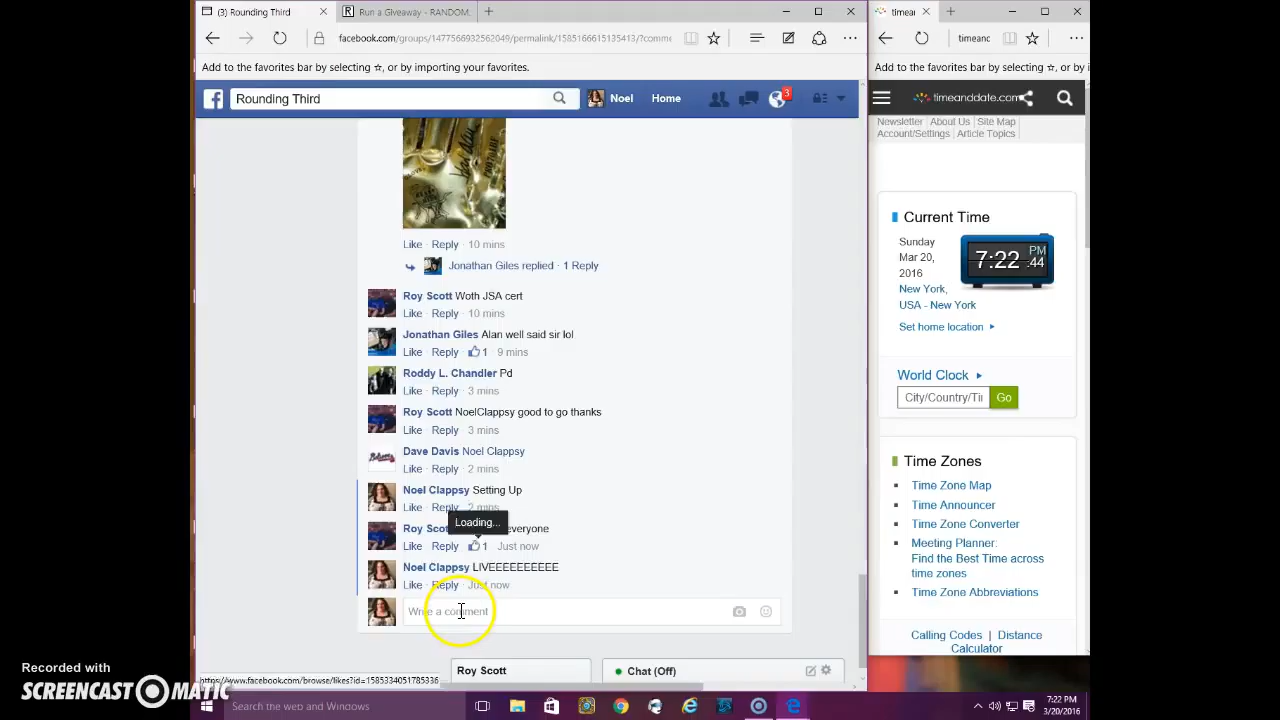 (3) Rounding Third
Run a Giveaway - RANDOM.
facebook.com/groups/1477566932562049/permalink/1585166615135413/?comme
Add to the favorites bar by selecting ☆, or by importing your favorites.
Rounding Third
Noel
Home
3
Like · Reply · 10 mins
Jonathan Giles replied · 1 Reply
Roy Scott Woth JSA cert
Like · Reply · 10 mins
Jonathan Giles Alan well said sir lol
Like · Reply · 1 · 9 mins
Roddy L. Chandler Pd
Like · Reply · 3 mins
Roy Scott NoelClappsy good to go thanks
Like · Reply · 3 mins
Dave Davis Noel Clappsy
Like · Reply · 2 mins
Noel Clappsy Setting Up
Like · Reply · 2 mins
Loading...
Roy Scott everyone
Like · Reply · 1 · Just now
Noel Clappsy LIVEEEEEEEEEE
Like · Reply · Just now
Write a comment
Roy Scott
Chat (Off)
https://www.facebook.com/browse/likes?id=1585334051785336
timean
timeanc
Add to the favorites bar by
timeanddate.com
Newsletter | About Us | Site Map
Account/Settings | Article Topics
Current Time
Sunday
Mar 20,
2016
New York,
USA - New York
7:22 PM :44
Set home location
World Clock
City/Country/Ti
Go
Time Zones
Time Zone Map
Time Announcer
Time Zone Converter
Meeting Planner:
Find the Best Time across
time zones
Time Zone Abbreviations
Calling Codes | Distance
Calculator
Search the web and Windows
7:22 PM
3/20/2016
Recorded with
SCREENCAST-O-MATIC